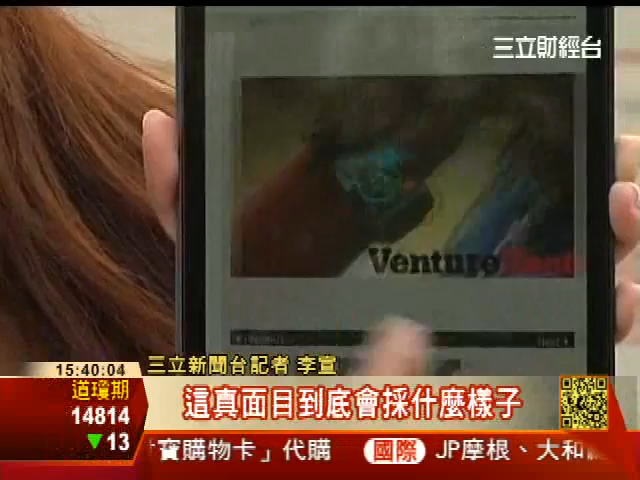 三立財經台
Venture
15:40:04
三立新聞台記者 李宣
道瓊期
14814
▼13
這真面目到底會採什麼樣子
寶購物卡」代購
國際 JP摩根、大和